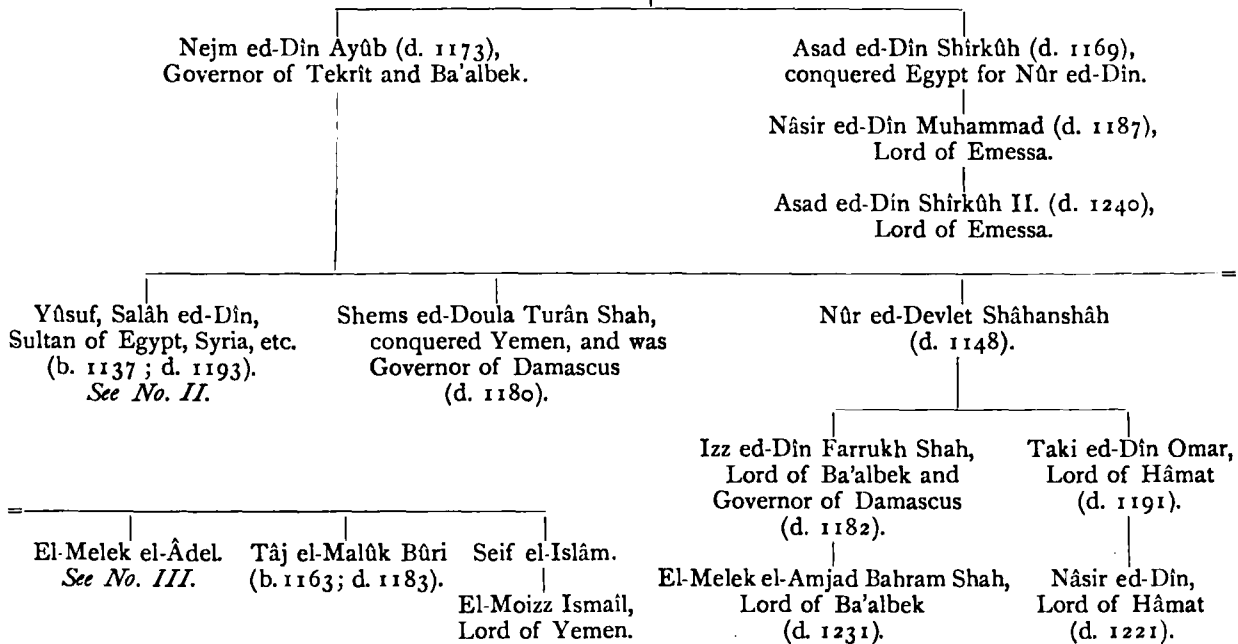 Nejm ed-Dîn Ayûb (d. 1173),
Governor of Tekrît and Ba'albek.
Asad ed-Dîn Shîrkûh (d. 1169),
conquered Egypt for Nûr ed-Dîn.
Nâsir ed-Dîn Muhammad (d. 1187),
Lord of Emessa.
Asad ed-Dîn Shîrkûh II. (d. 1240),
Lord of Emessa.
Yûsuf, Salâh ed-Dîn,
Sultan of Egypt, Syria, etc.
(b. 1137 ; d. 1193).
See No. II.
Shems ed-Doula Turân Shah,
conquered Yemen, and was
Governor of Damascus
(d. 1180).
Nûr ed-Devlet Shâhanshâh
(d. 1148).
Izz ed-Dîn Farrukh Shah,
Lord of Ba'albek and
Governor of Damascus
(d. 1182).
Taki ed-Dîn Omar,
Lord of Hâmat
(d. 1191).
El-Melek el-Âdel.
See No. III.
Tâj el-Malûk Bûri
(b. 1163; d. 1183).
Seif el-Islâm.
El-Moizz Ismaîl,
Lord of Yemen.
El-Melek el-Amjad Bahram Shah,
Lord of Ba'albek
(d. 1231).
Nâsir ed-Dîn,
Lord of Hâmat
(d. 1221).